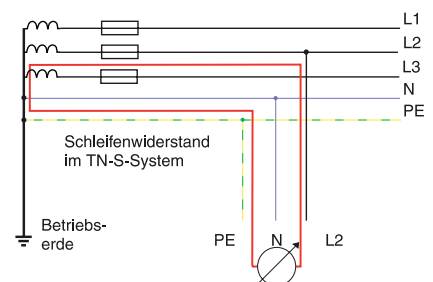 L1
L2
L3
N
PE
Schleifenwiderstand
im TN-S-System
Betriebs-
erde
PE N L2